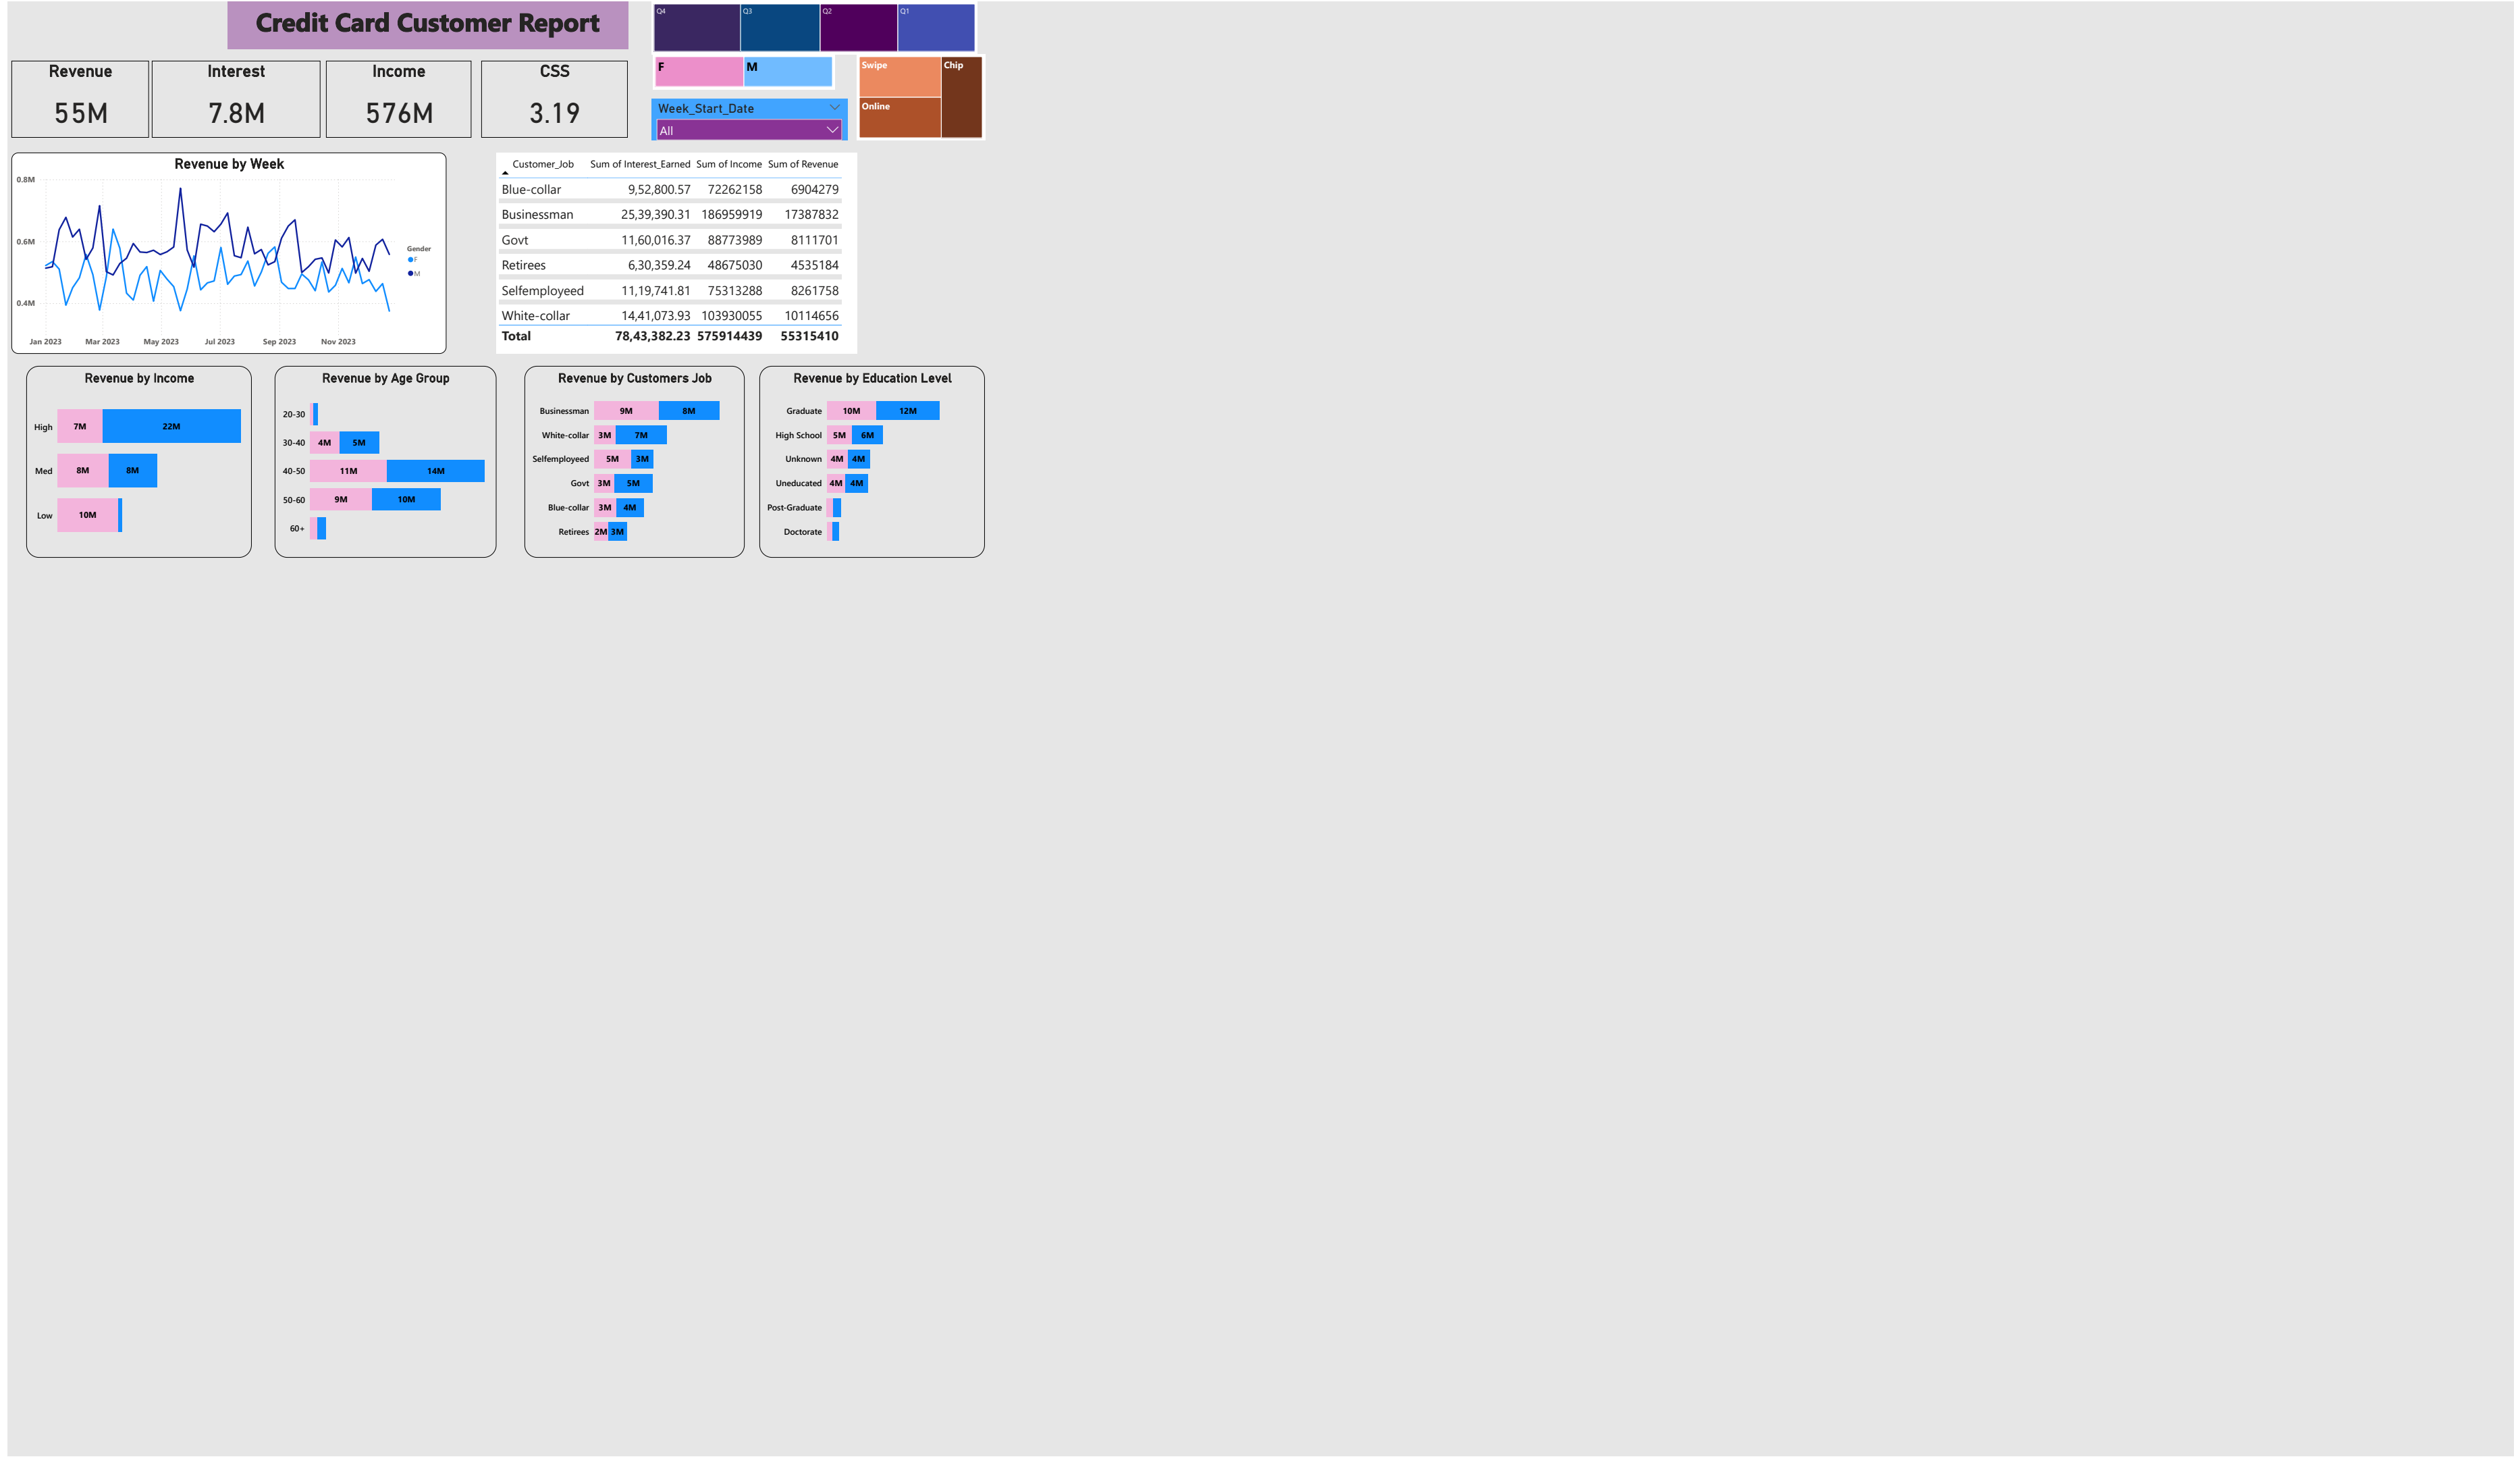 Credit Card Customer Report
Q4 Q3 Q2 Q1
F M
Swipe Chip
Online
Week_Start_Date
All
Revenue
55M
Interest
7.8M
Income
576M
CSS
3.19
Revenue by Week
0.8M
0.6M
0.4M
Jan 2023 Mar 2023 May 2023 Jul 2023 Sep 2023 Nov 2023
Gender
F
M
Customer_Job Sum of Interest_Earned Sum of Income Sum of Revenue
Blue-collar 9,52,800.57 72262158 6904279
Businessman 25,39,390.31 186959919 17387832
Govt 11,60,016.37 88773989 8111701
Retirees 6,30,359.24 48675030 4535184
Selfemployeed 11,19,741.81 75313288 8261758
White-collar 14,41,073.93 103930055 10114656
Total 78,43,382.23 575914439 55315410
Revenue by Income
High 7M 22M
Med 8M 8M
Low 10M
Revenue by Age Group
20-30
30-40 4M 5M
40-50 11M 14M
50-60 9M 10M
60+
Revenue by Customers Job
Businessman 9M 8M
White-collar 3M 7M
Selfemployeed 5M 3M
Govt 3M 5M
Blue-collar 3M 4M
Retirees 2M 3M
Revenue by Education Level
Graduate 10M 12M
High School 5M 6M
Unknown 4M 4M
Uneducated 4M 4M
Post-Graduate
Doctorate